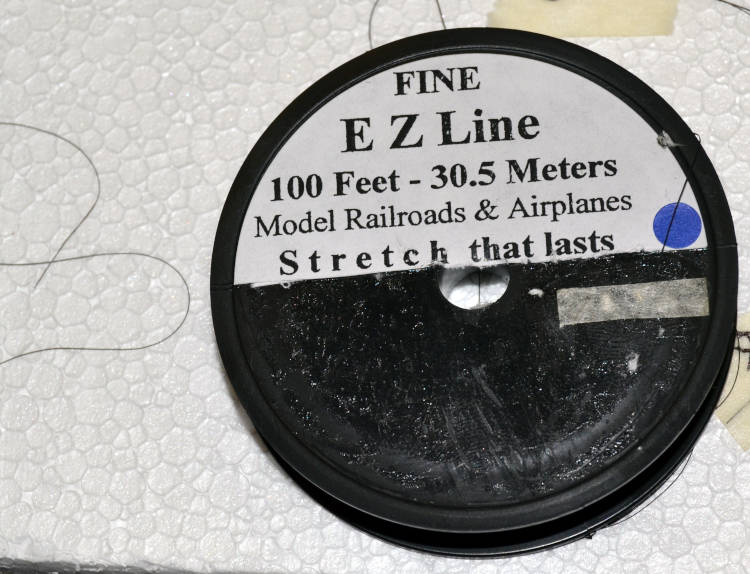 FINE
E Z Line
100 Feet - 30.5 Meters
Model Railroads & Airplanes
Stretch that lasts